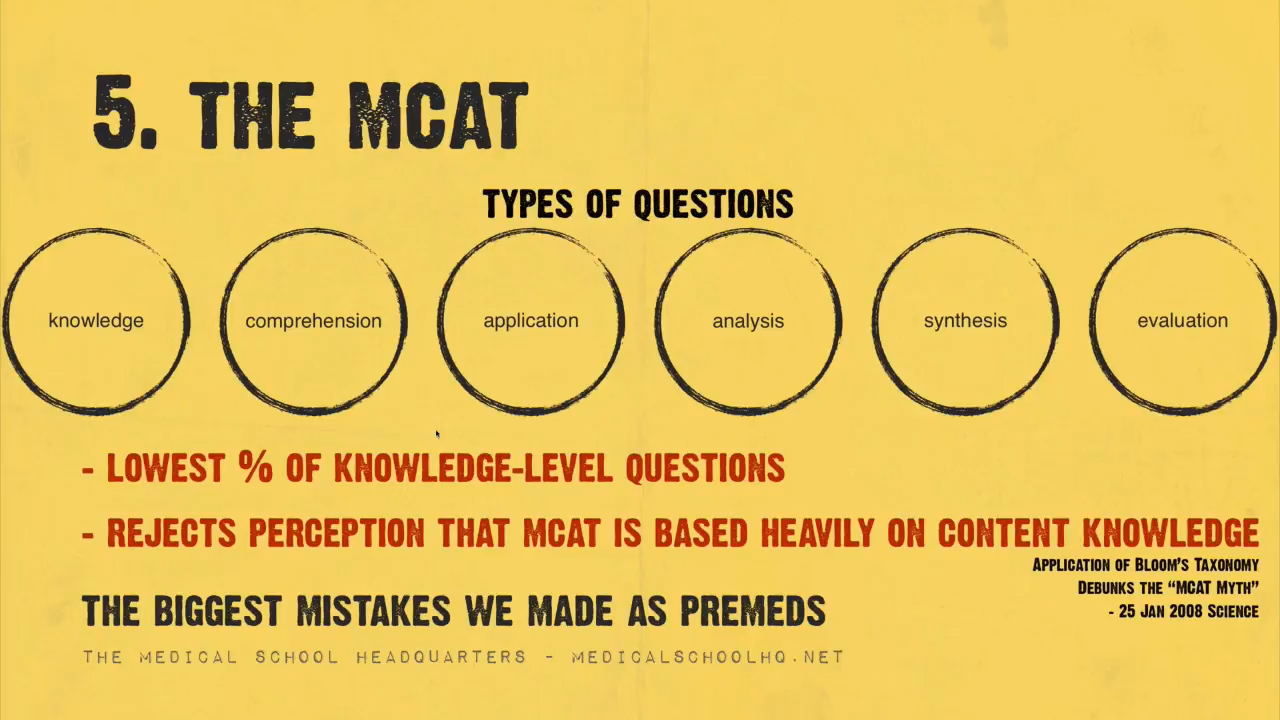 5. THE MCAT
TYPES OF QUESTIONS
knowledge comprehension application analysis synthesis evaluation
- LOWEST % OF KNOWLEDGE-LEVEL QUESTIONS
- REJECTS PERCEPTION THAT MCAT IS BASED HEAVILY ON CONTENT KNOWLEDGE
APPLICATION OF BLOOM'S TAXONOMY
DEBUNKS THE “MCAT MYTH”
- 25 JAN 2008 SCIENCE
THE BIGGEST MISTAKES WE MADE AS PREMEDS
THE MEDICAL SCHOOL HEADQUARTERS - MEDICALSCHOOLHQ.NET